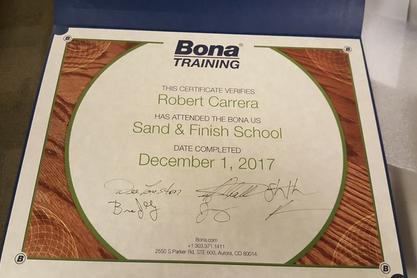 Bona®
TRAINING
THIS CERTIFICATE VERIFIES
Robert Carrera
HAS ATTENDED THE BONA US
Sand & Finish School
DATE COMPLETED
December 1, 2017
Bona.com
+1.303.371.1411
2550 S Parker Rd, STE 600, Aurora, CO 80014